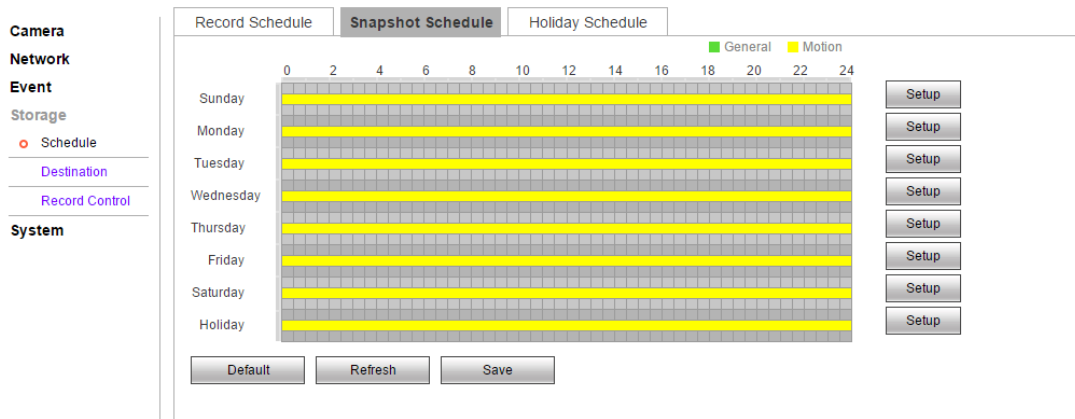 Camera
Network
Event
Storage
Schedule
Destination
Record Control
System
Record Schedule Snapshot Schedule Holiday Schedule
General Motion
0 2 4 6 8 10 12 14 16 18 20 22 24
Sunday Setup
Monday Setup
Tuesday Setup
Wednesday Setup
Thursday Setup
Friday Setup
Saturday Setup
Holiday Setup
Default Refresh Save